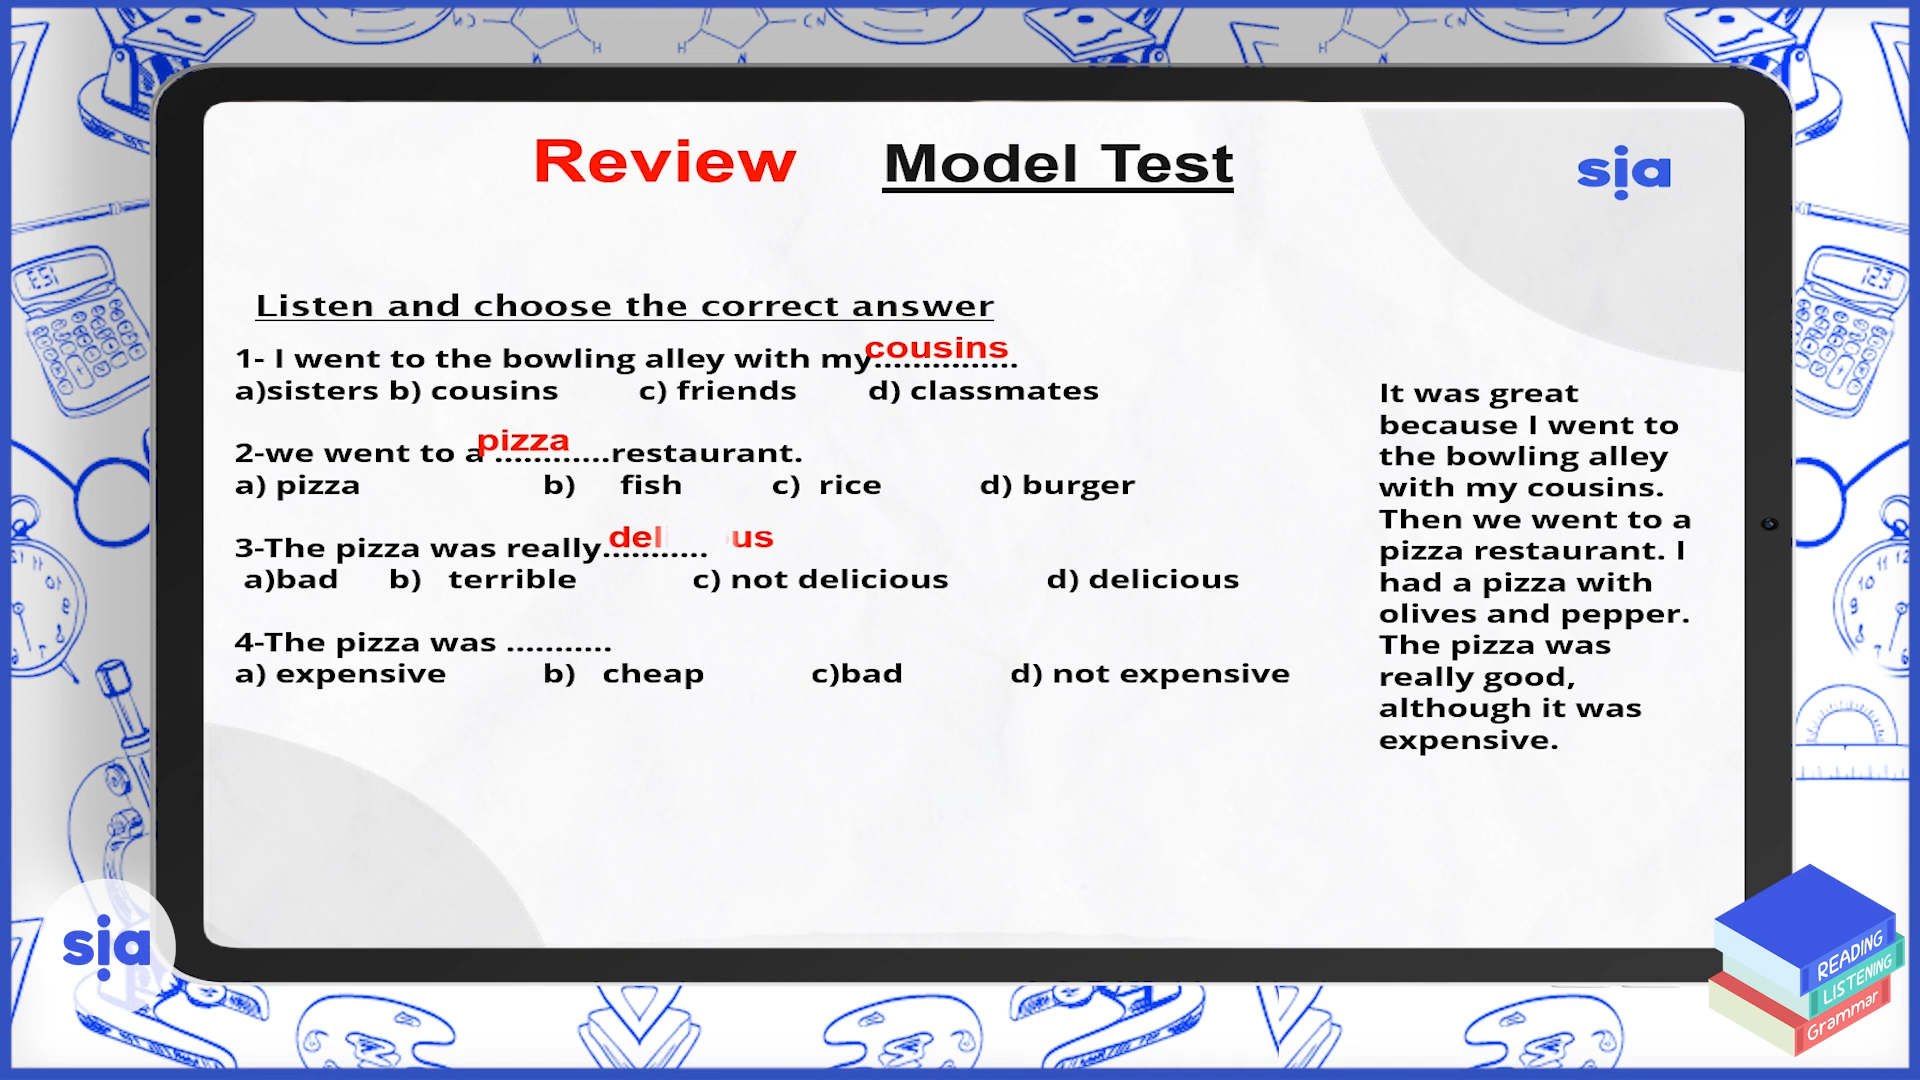 Review Model Test
sia
Listen and choose the correct answer
1- I went to the bowling alley with my...............
cousins
a)sisters b) cousins c) friends d) classmates
2-we went to a ............restaurant.
pizza
a) pizza b) fish c) rice d) burger
3-The pizza was really...........
del us
a)bad b) terrible c) not delicious d) delicious
4-The pizza was ...........
a) expensive b) cheap c)bad d) not expensive
It was great
because I went to
the bowling alley
with my cousins.
Then we went to a
pizza restaurant. I
had a pizza with
olives and pepper.
The pizza was
really good,
although it was
expensive.
sia
READING
LISTENING
Grammar